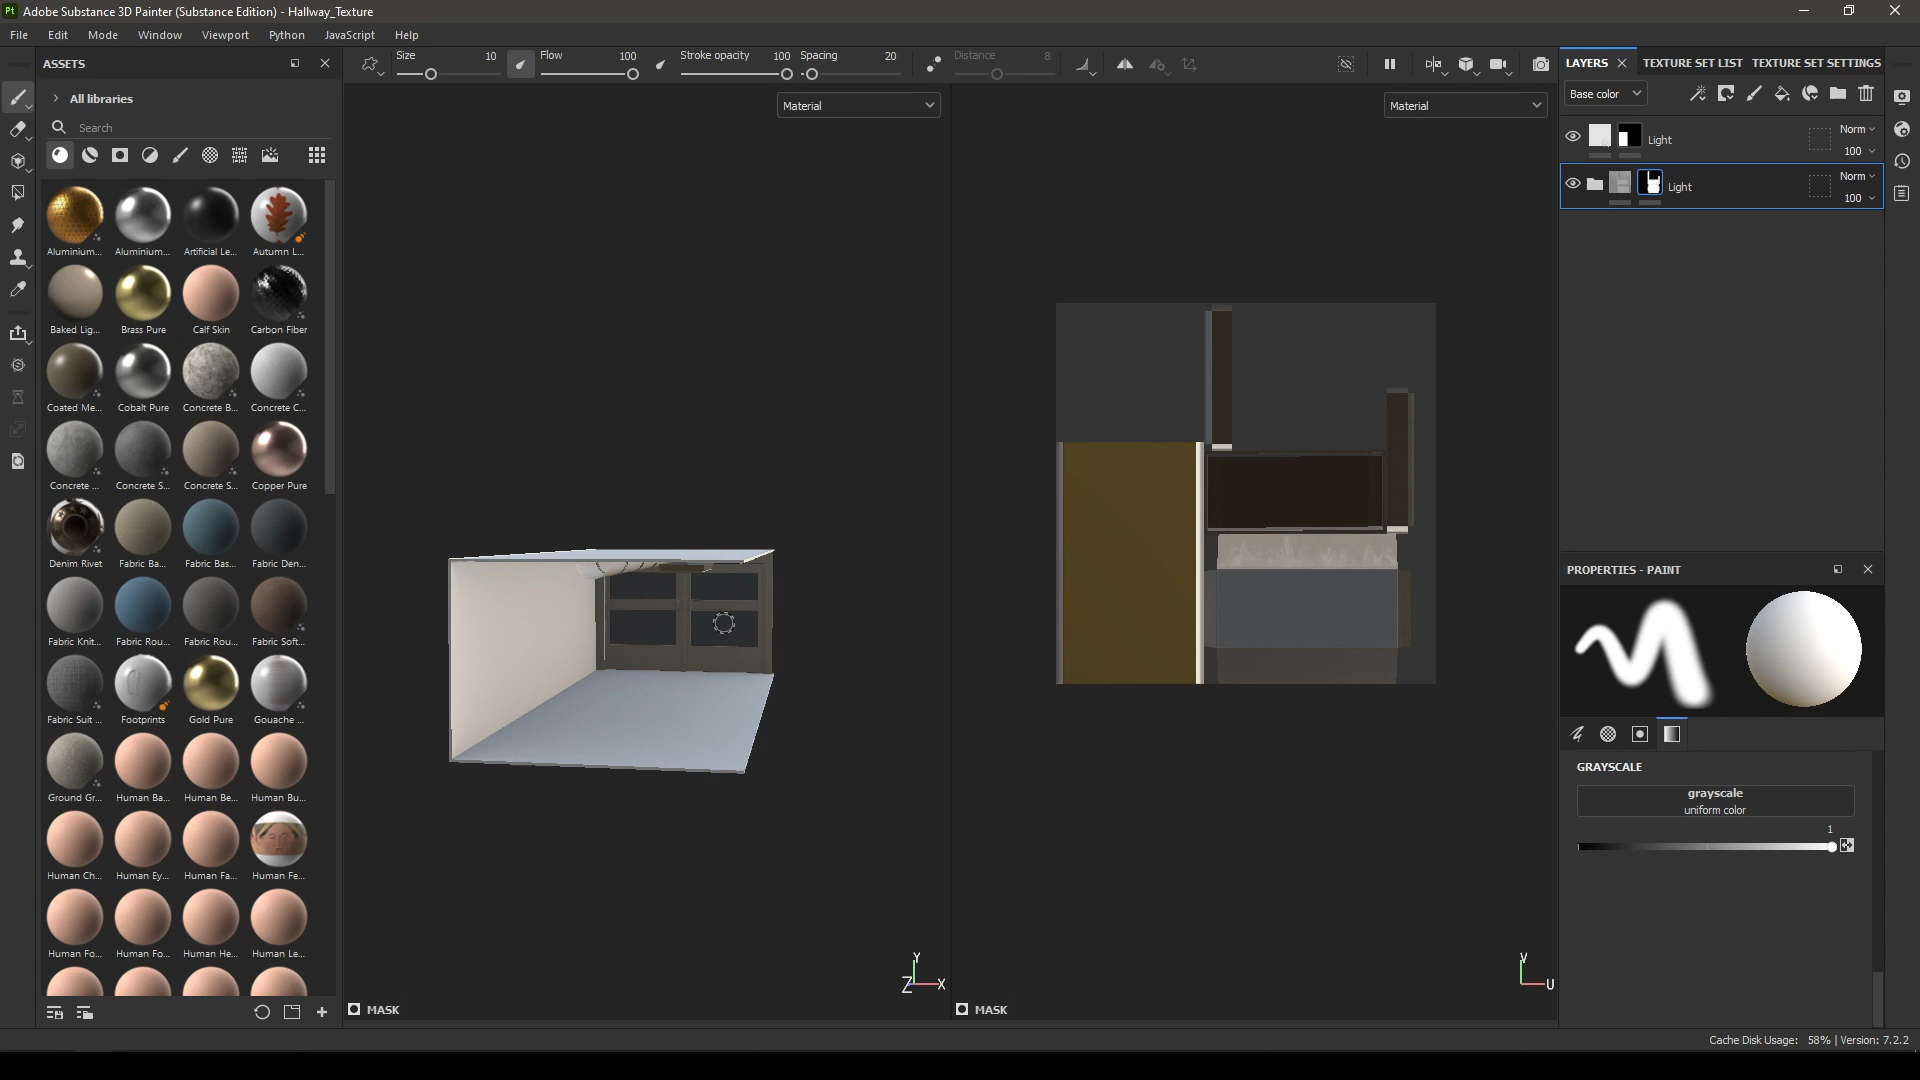 Pt Adobe Substance 3D Painter (Substance Edition) - Hallway_Texture
File Edit Mode Window Viewport Python JavaScript Help
ASSETS
Size 10 Flow 100 Stroke opacity 100 Spacing 20 Distance 8
LAYERS TEXTURE SET LIST TEXTURE SET SETTINGS
All libraries
Search
Material
Material
Base color
Light Norm 100
Light Norm 100
Aluminium... Aluminium... Artificial Le... Autumn L...
Baked Lig... Brass Pure Calf Skin Carbon Fiber
Coated Me... Cobalt Pure Concrete B... Concrete C...
Concrete ... Concrete S... Concrete S... Copper Pure
Denim Rivet Fabric Ba... Fabric Bas... Fabric Den...
Fabric Knit... Fabric Rou... Fabric Rou... Fabric Soft...
Fabric Suit ... Footprints Gold Pure Gouache ...
Ground Gr... Human Ba... Human Be... Human Bu...
Human Ch... Human Ey... Human Fa... Human Fe...
Human Fo... Human Fo... Human He... Human Le...
Y
Z X
V
U
MASK
MASK
PROPERTIES - PAINT
GRAYSCALE
grayscale
uniform color
1
Cache Disk Usage: 58% | Version: 7.2.2